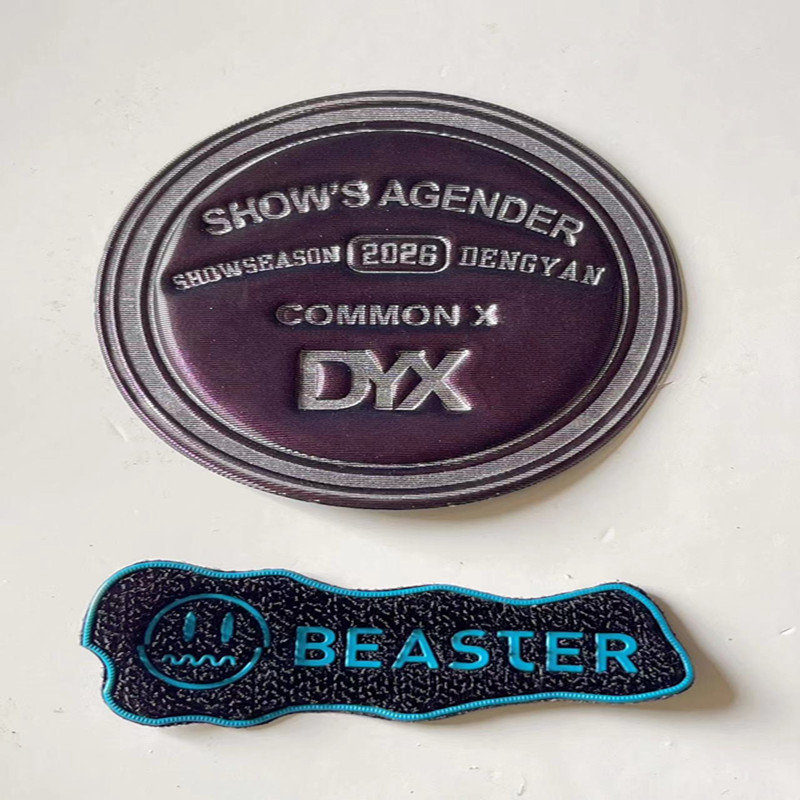 SHOW'S AGENDER
SHOWSEASON 2026 DENGYAN
COMMON X
DYX
BEASTER